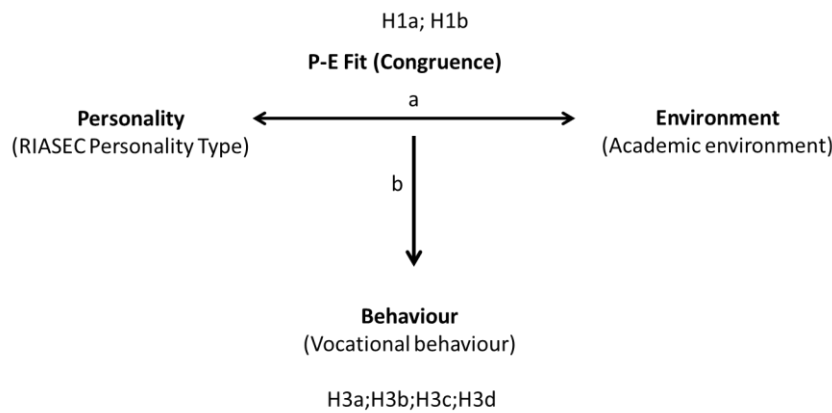 H1a; H1b
P-E Fit (Congruence)
a
Personality
(RIASEC Personality Type)
Environment
(Academic environment)
b
Behaviour
(Vocational behaviour)
H3a;H3b;H3c;H3d